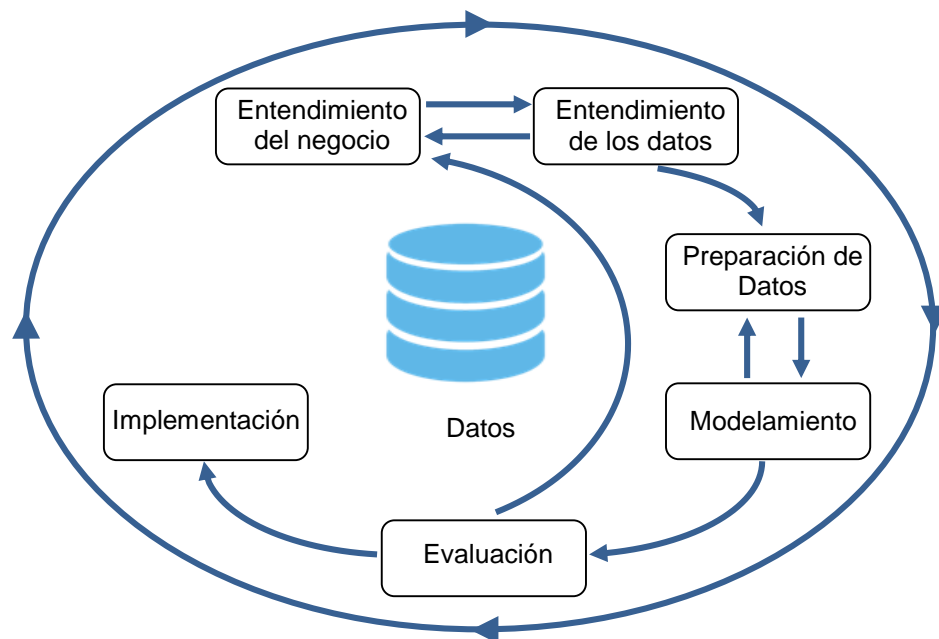 Entendimiento
del negocio
Entendimiento
de los datos
Preparación de
Datos
Implementación
Datos
Modelamiento
Evaluación